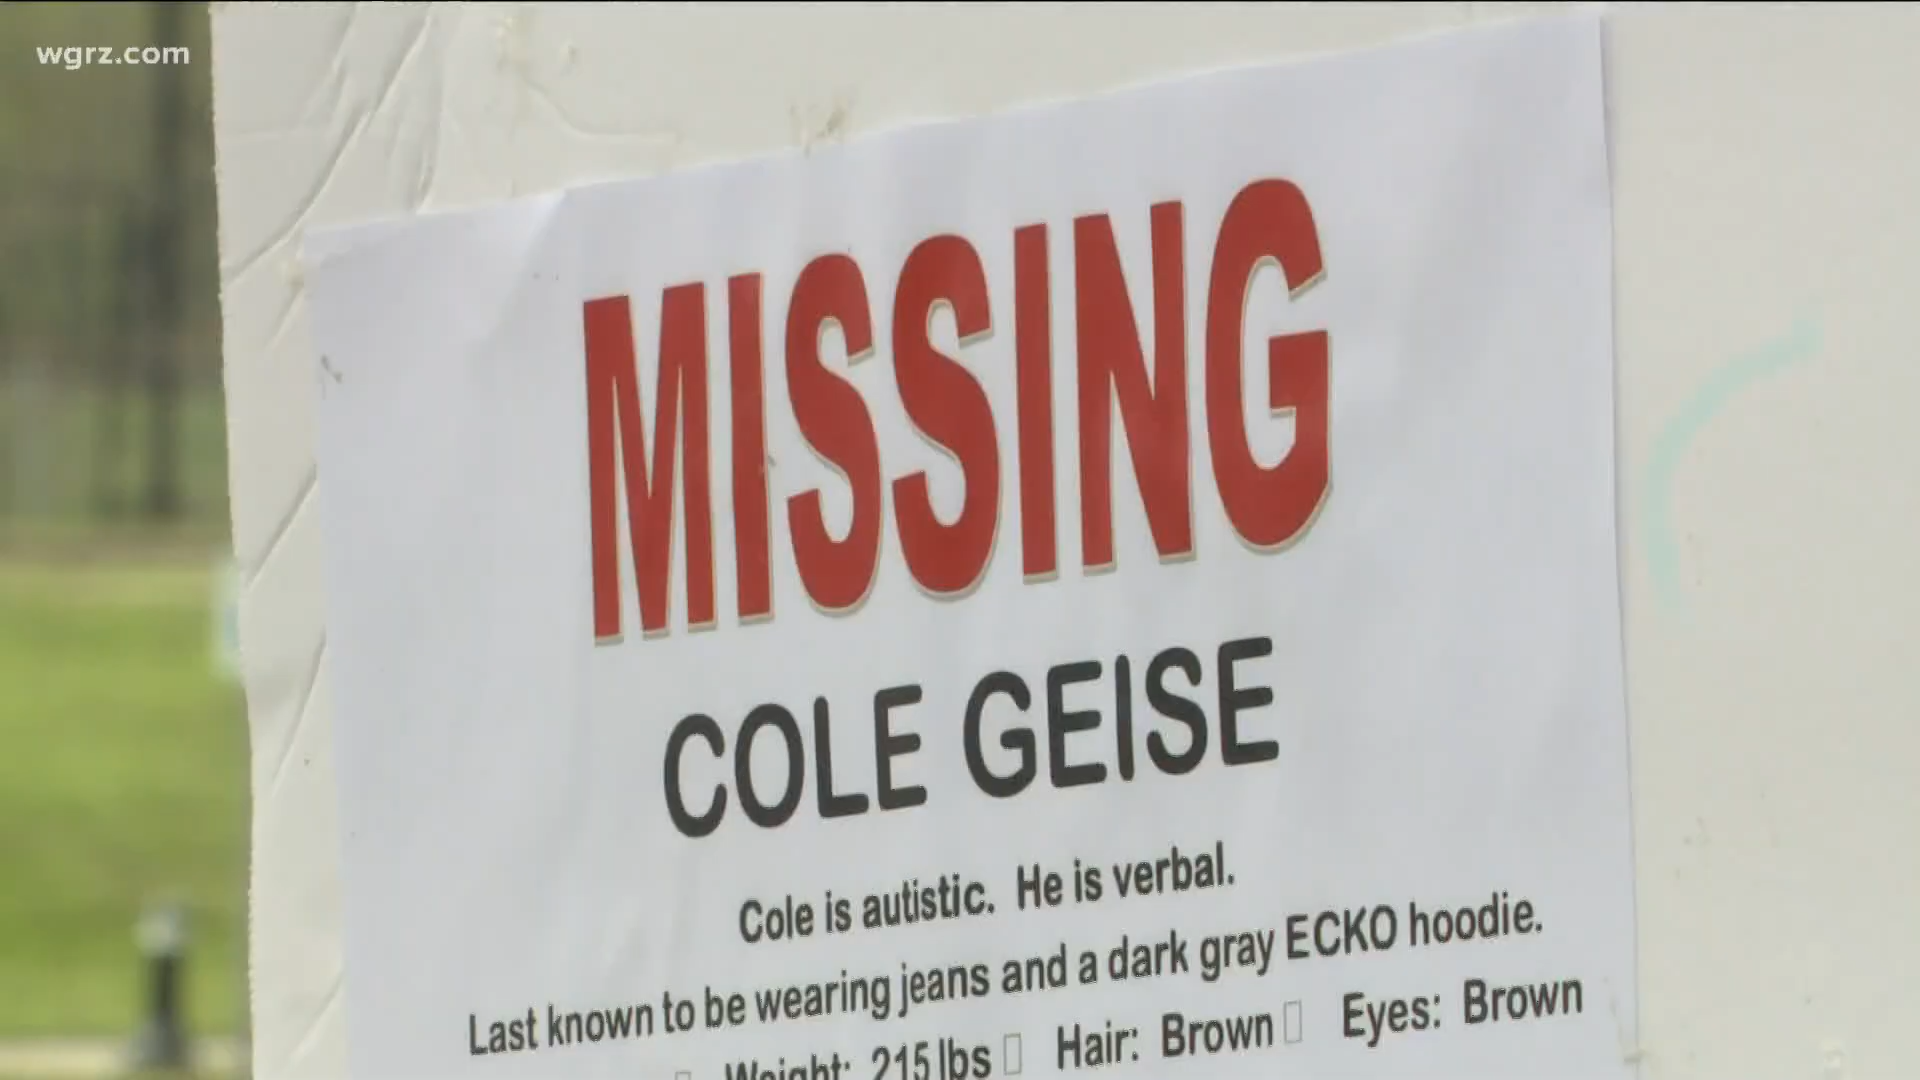 wgrz.com
MISSING
COLE GEISE
Cole is autistic. He is verbal.
Last known to be wearing jeans and a dark gray ECKO hoodie.
Weight: 215 lbs Hair: Brown Eyes: Brown